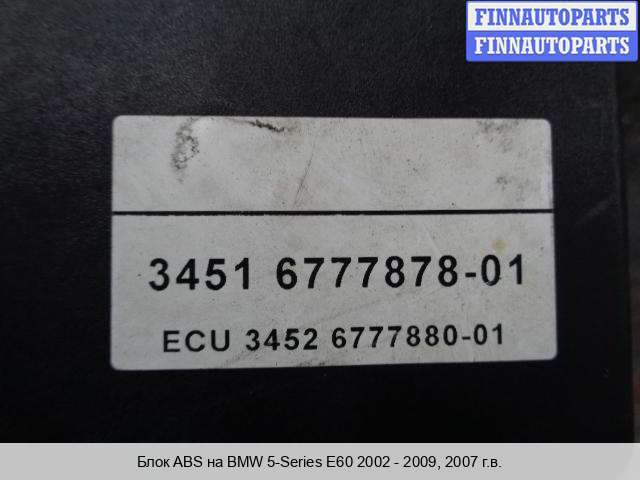 FINNAUTOPARTS
FINNAUTOPARTS
3451 6777878-01
ECU 3452 6777880-01
Блок ABS на BMW 5-Series E60 2002 - 2009, 2007 г.в.